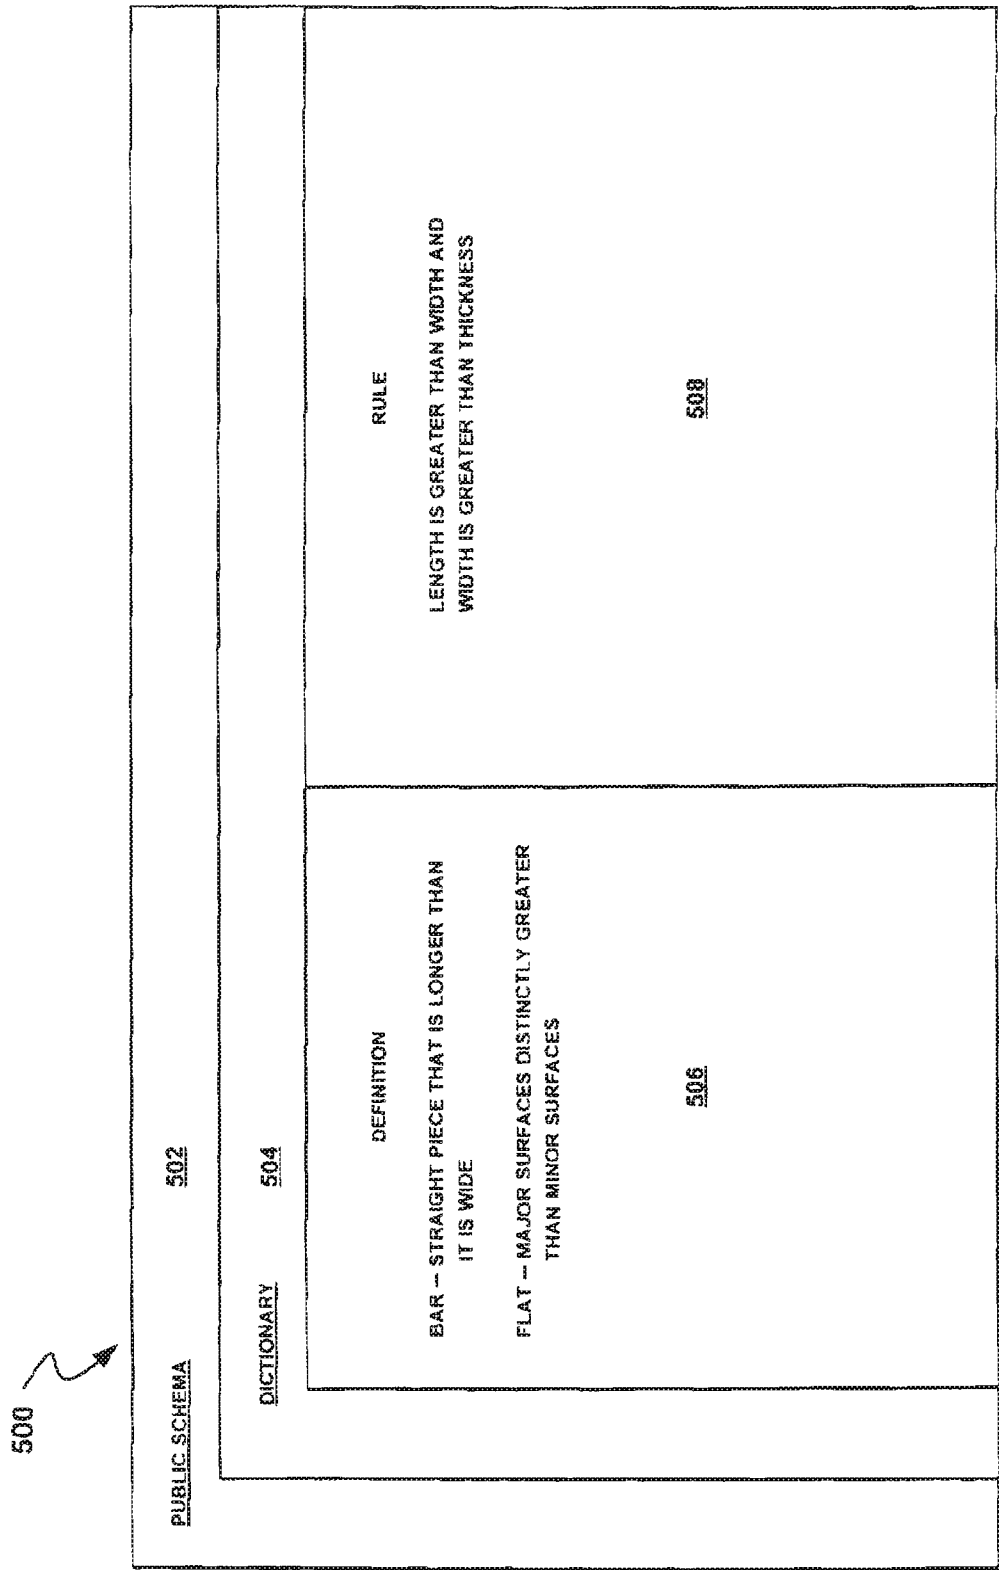 500
PUBLIC SCHEMA 502
DICTIONARY 504
DEFINITION
BAR – STRAIGHT PIECE THAT IS LONGER THAN
IT IS WIDE
FLAT – MAJOR SURFACES DISTINCTLY GREATER
THAN MINOR SURFACES
506
RULE
LENGTH IS GREATER THAN WIDTH AND
WIDTH IS GREATER THAN THICKNESS
508